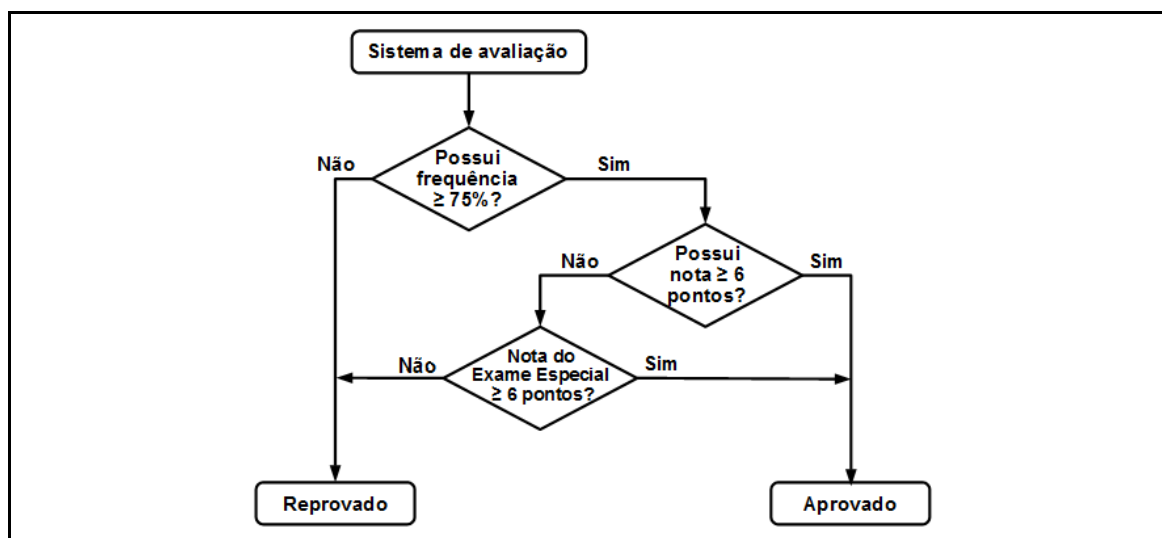 Sistema de avaliação
Não
Possui
frequência
≥ 75%?
Sim
Não
Possui
nota ≥ 6
pontos?
Sim
Não
Nota do
Exame Especial
≥ 6 pontos?
Sim
Reprovado
Aprovado